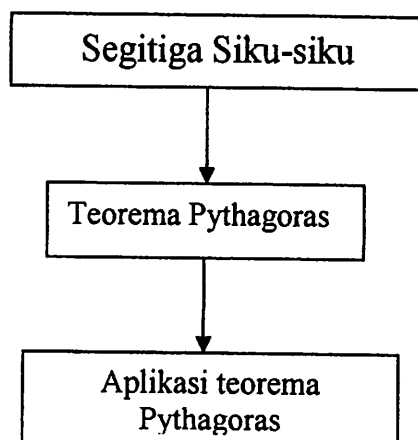 Segitiga Siku-siku
Teorema Pythagoras
Aplikasi teorema
Pythagoras